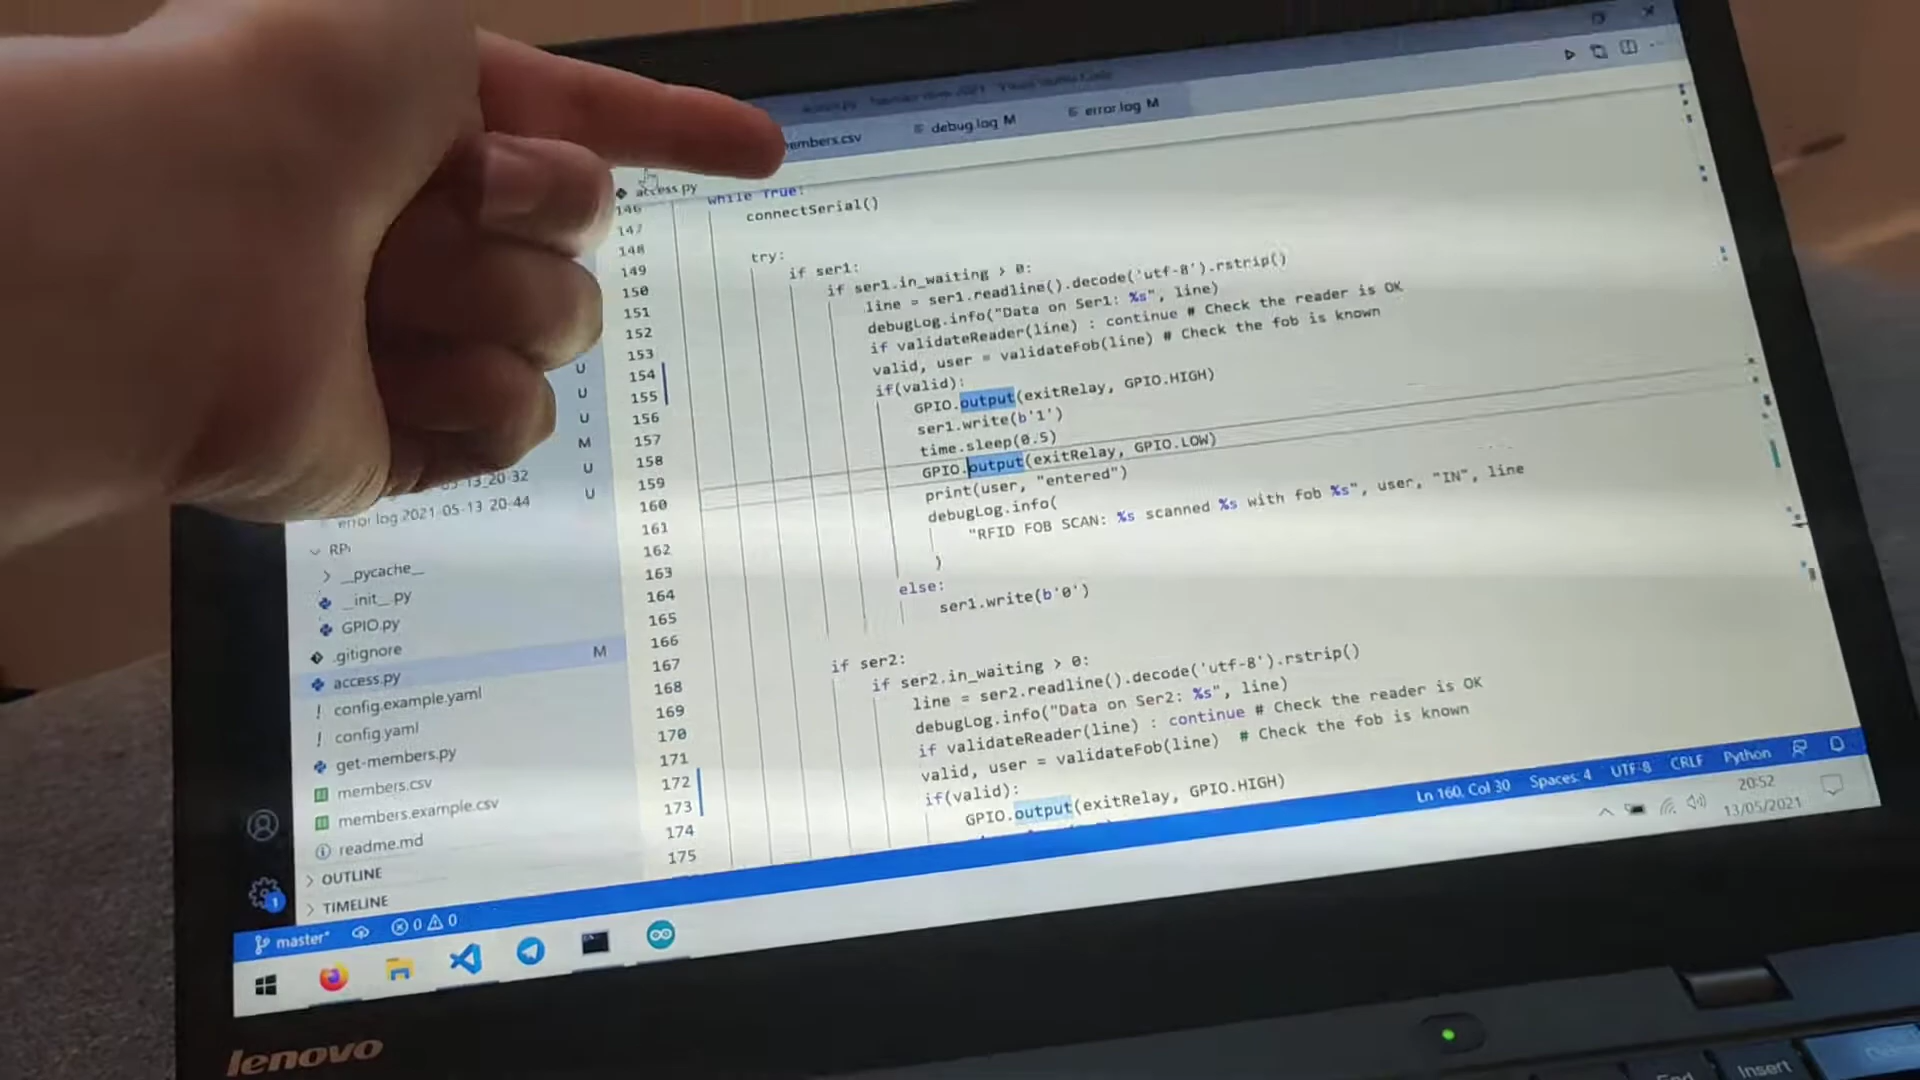 members.csv
debug.log M
error.log M
access.py
146
while True:
147
connectSerial()
148
149
try:
150
if ser1:
151
if ser1.in_waiting > 0:
152
line = ser1.readline().decode('utf-8').rstrip()
153
debugLog.info("Data on Ser1: %s", line)
154
if validateReader(line) : continue # Check the reader is OK
155
valid, user = validateFob(line) # Check the fob is known
156
if(valid):
157
GPIO.output(exitRelay, GPIO.HIGH)
158
ser1.write(b'1')
159
time.sleep(0.5)
160
GPIO.output(exitRelay, GPIO.LOW)
161
print(user, "entered")
162
debugLog.info(
163
"RFID FOB SCAN: %s scanned %s with fob %s", user, "IN", line
164
)
165
else:
166
ser1.write(b'0')
167
168
if ser2:
169
if ser2.in_waiting > 0:
170
line = ser2.readline().decode('utf-8').rstrip()
171
debugLog.info("Data on Ser2: %s", line)
172
if validateReader(line) : continue # Check the reader is OK
173
valid, user = validateFob(line) # Check the fob is known
174
if(valid):
175
GPIO.output(exitRelay, GPIO.HIGH)
U
U
U
M
U
U
20-32
error log 2021-05-13 20-44
RPi
__pycache__
__init__.py
GPIO.py
.gitignore
access.py M
config.example.yaml
config.yaml
get-members.py
members.csv
members.example.csv
readme.md
OUTLINE
TIMELINE
1
master* 0 0
Ln 160, Col 30 Spaces: 4 UTF-8 CRLF Python
20:52
13/05/2021
lenovo
End
Insert